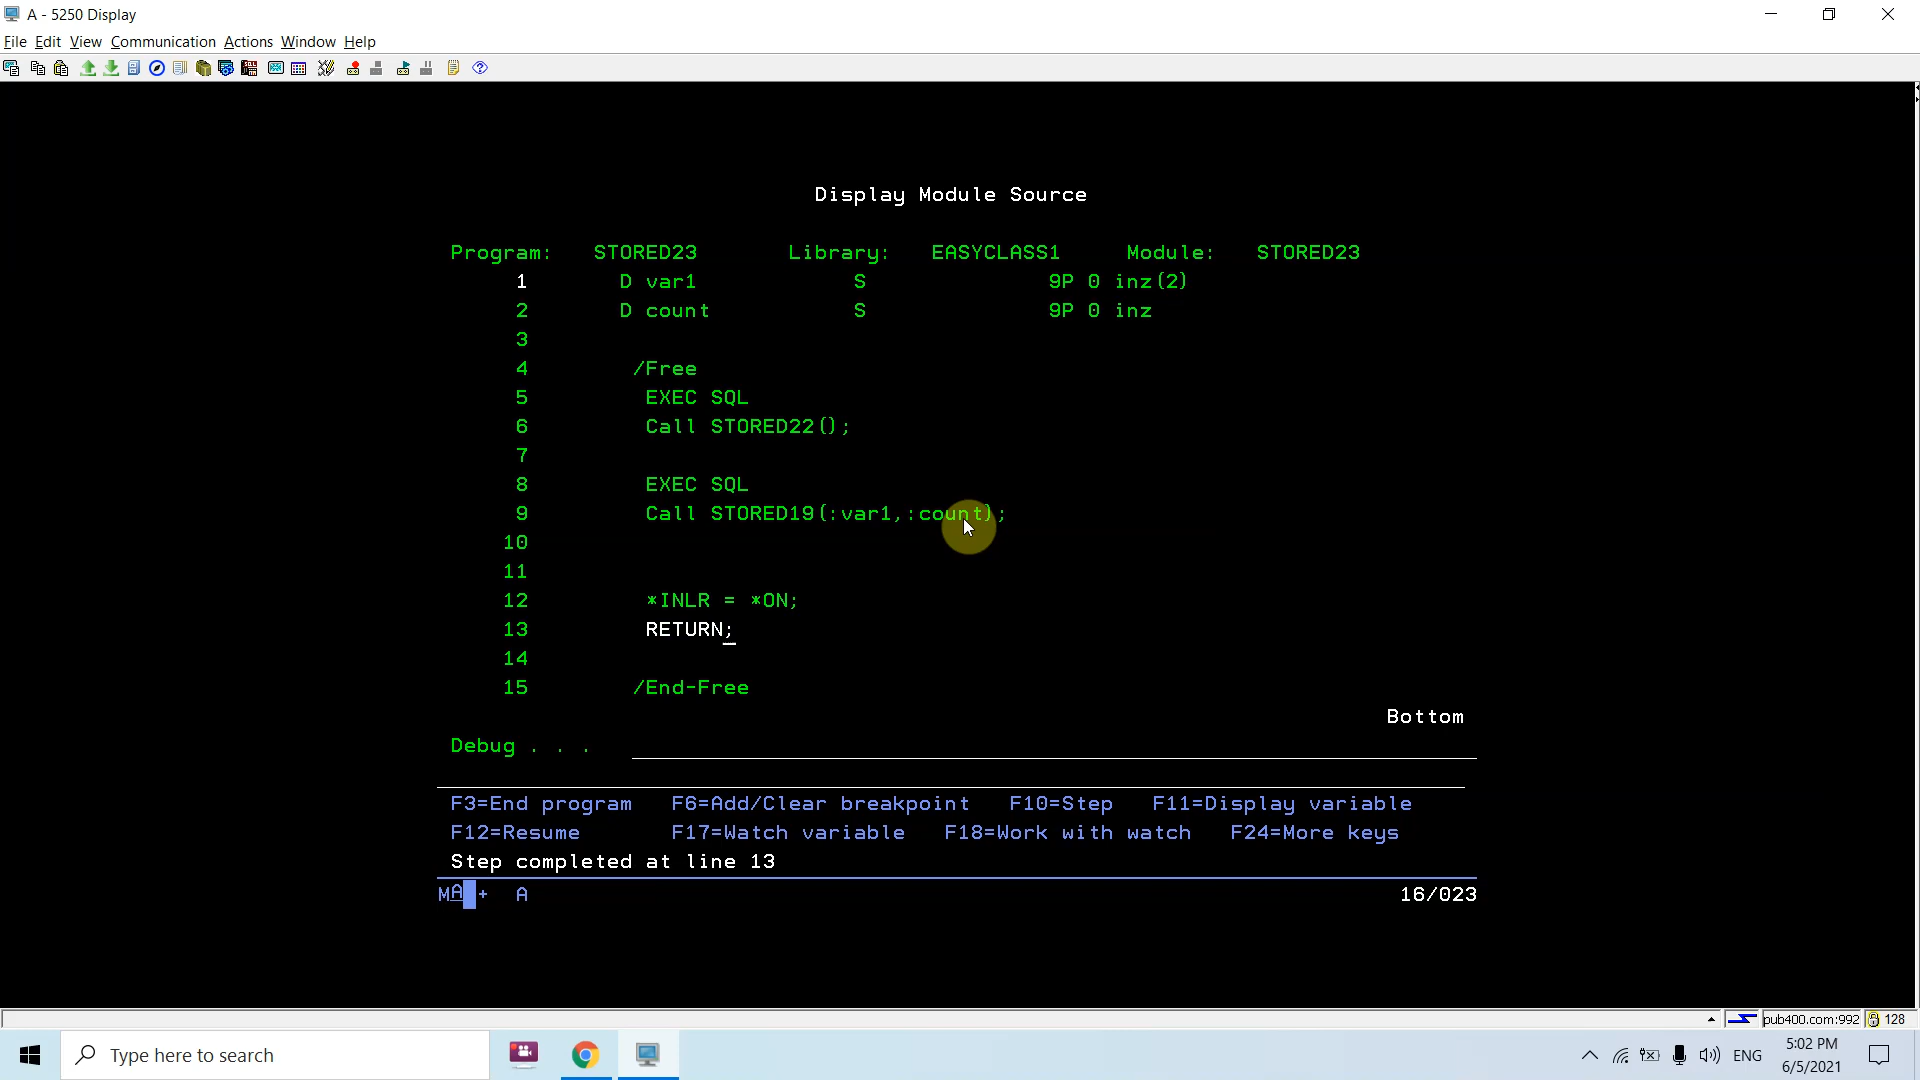 A - 5250 Display
File Edit View Communication Actions Window Help
Display Module Source
Program: STORED23 Library: EASYCLASS1 Module: STORED23
1 D var1 S 9P 0 inz(2)
2 D count S 9P 0 inz
3
4 /Free
5 EXEC SQL
6 Call STORED22();
7
8 EXEC SQL
9 Call STORED19(:var1,:count);
10
11
12 *INLR = *ON;
13 RETURN;
14
15 /End-Free
Bottom
Debug . . .
F3=End program F6=Add/Clear breakpoint F10=Step F11=Display variable
F12=Resume F17=Watch variable F18=Work with watch F24=More keys
Step completed at line 13
MA + A 16/023
pub400.com:992 128
Type here to search ENG 5:02 PM
6/5/2021